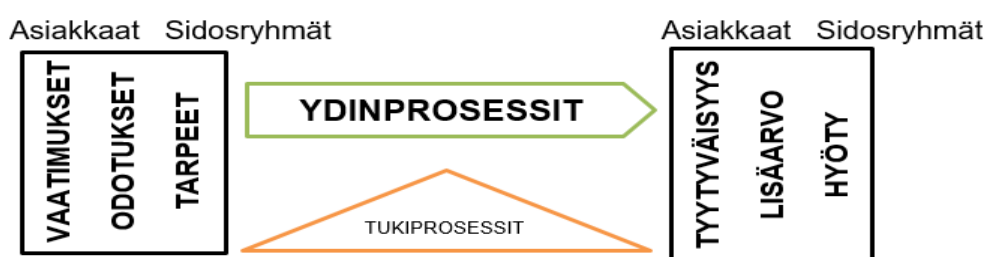 Asiakkaat Sidosryhmät
VAATIMUKSET
ODOTUKSET
TARPEET
YDINPROSESSIT
TUKIPROSESSIT
Asiakkaat Sidosryhmät
TYYTYVÄISYYS
LISÄARVO
HYÖTY